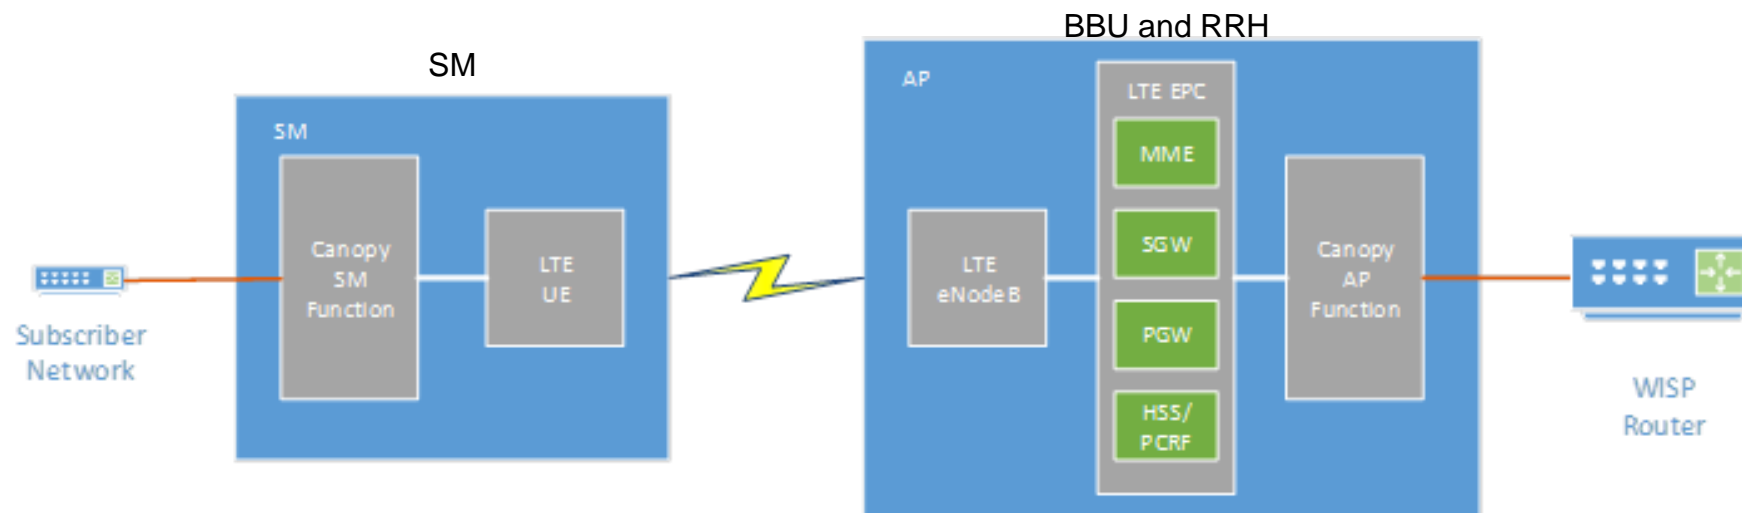 BBU and RRH
SM
AP
SM
LTE EPC
MME
SGW
PGW
HSS/
PCRF
Canopy
SM
Function
LTE
UE
LTE
eNodeB
Canopy
AP
Function
Subscriber
Network
WISP
Router